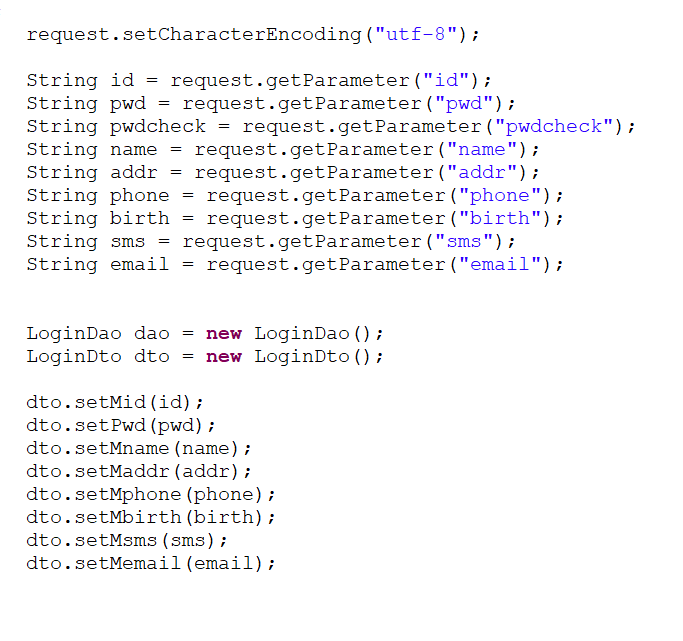 request.setCharacterEncoding("utf-8");
String id = request.getParameter("id");
String pwd = request.getParameter("pwd");
String pwdcheck = request.getParameter("pwdcheck");
String name = request.getParameter("name");
String addr = request.getParameter("addr");
String phone = request.getParameter("phone");
String birth = request.getParameter("birth");
String sms = request.getParameter("sms");
String email = request.getParameter("email");
LoginDao dao = new LoginDao();
LoginDto dto = new LoginDto();
dto.setMid(id);
dto.setPwd(pwd);
dto.setMname(name);
dto.setMaddr(addr);
dto.setMphone(phone);
dto.setMbirth(birth);
dto.setMsms(sms);
dto.setMemail(email);